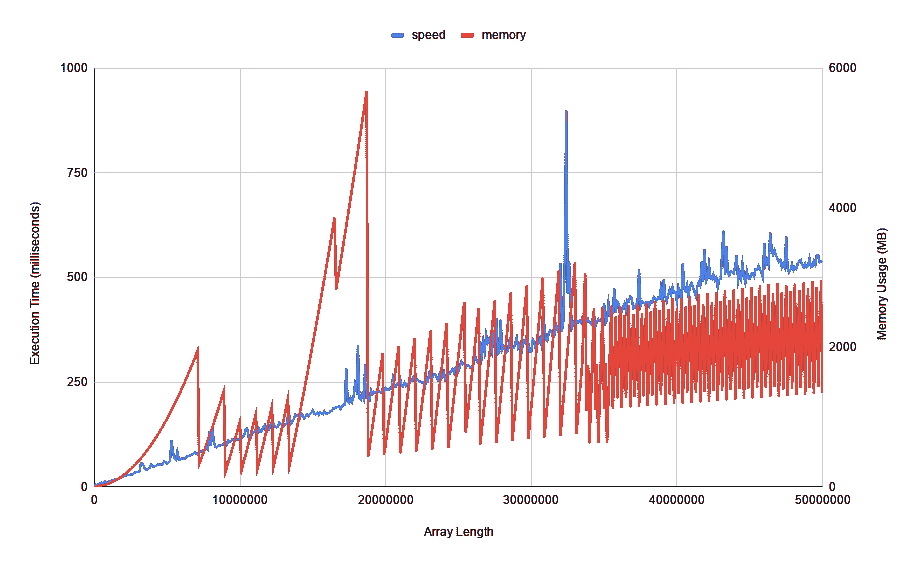 speed memory
1000
750
500
250
0
6000
4000
2000
0
Execution Time (milliseconds)
Memory Usage (MB)
0 10000000 20000000 30000000 40000000 50000000
Array Length